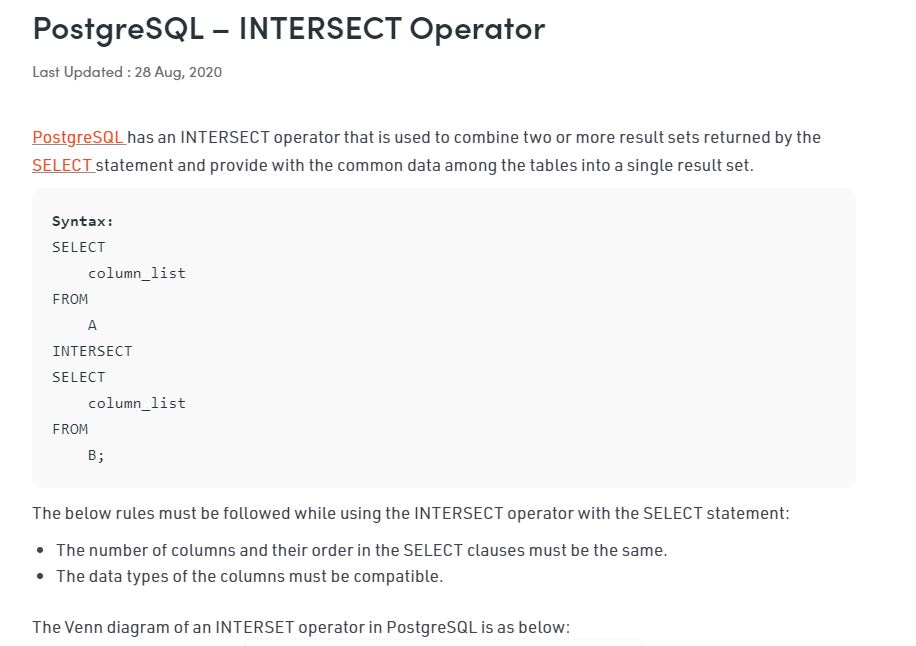 PostgreSQL – INTERSECT Operator
Last Updated : 28 Aug, 2020
PostgreSQL has an INTERSECT operator that is used to combine two or more result sets returned by the
SELECT statement and provide with the common data among the tables into a single result set.
Syntax:
SELECT
    column_list
FROM
    A
INTERSECT
SELECT
    column_list
FROM
    B;
The below rules must be followed while using the INTERSECT operator with the SELECT statement:
• The number of columns and their order in the SELECT clauses must be the same.
• The data types of the columns must be compatible.
The Venn diagram of an INTERSET operator in PostgreSQL is as below: